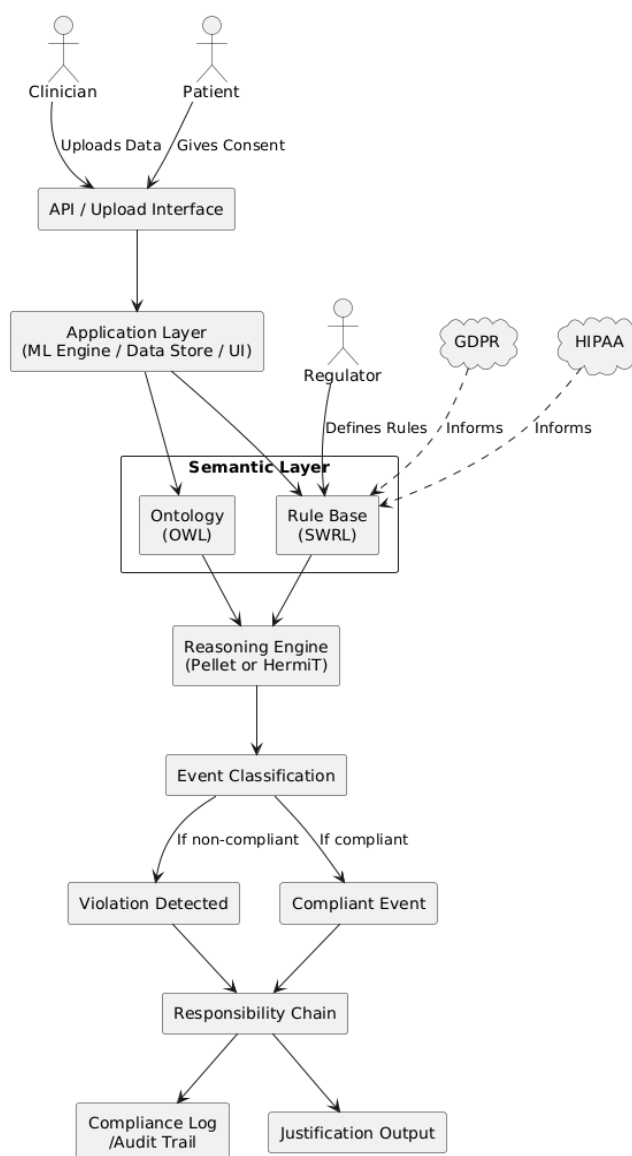 Clinician
Patient
Uploads Data
Gives Consent
API / Upload Interface
Application Layer
(ML Engine / Data Store / UI)
Regulator
GDPR
HIPAA
Defines Rules
Informs
Informs
Semantic Layer
Ontology
(OWL)
Rule Base
(SWRL)
Reasoning Engine
(Pellet or HermiT)
Event Classification
If non-compliant
If compliant
Violation Detected
Compliant Event
Responsibility Chain
Compliance Log
/Audit Trail
Justification Output